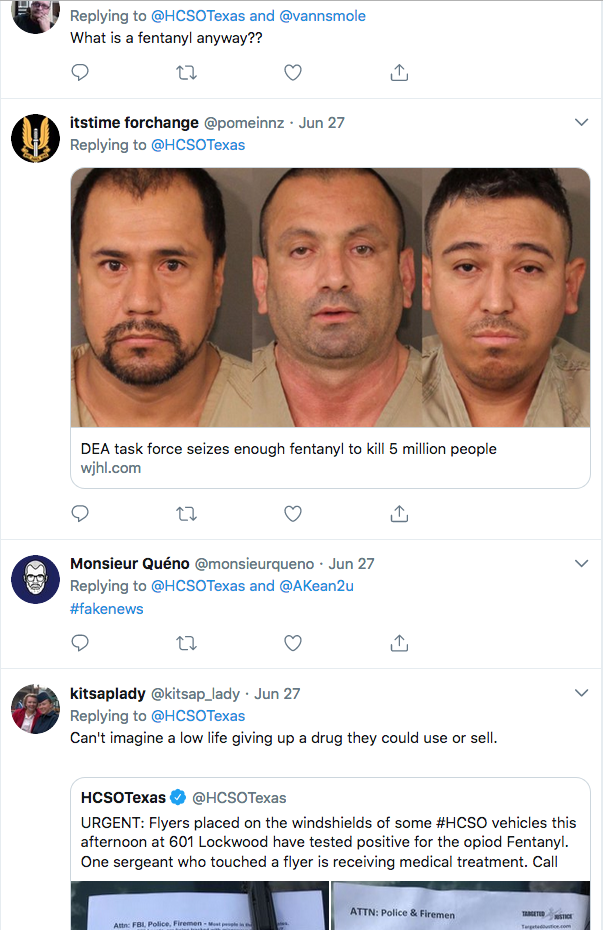 Replying to @HCSOTexas and @vannsmole
What is a fentanyl anyway??
itstime forchange @pomeinnz · Jun 27
Replying to @HCSOTexas
DEA task force seizes enough fentanyl to kill 5 million people
wjhl.com
Monsieur Quéno @monsieurqueno · Jun 27
Replying to @HCSOTexas and @AKean2u
#fakenews
kitsaplady @kitsap_lady · Jun 27
Replying to @HCSOTexas
Can't imagine a low life giving up a drug they could use or sell.
HCSOTexas @HCSOTexas
URGENT: Flyers placed on the windshields of some #HCSO vehicles this
afternoon at 601 Lockwood have tested positive for the opiod Fentanyl.
One sergeant who touched a flyer is receiving medical treatment. Call
Attn: FBI, Police, Firemen - Most people in
ATTN: Police & Firemen
TARGETED JUSTICE
TargetedJustice.com